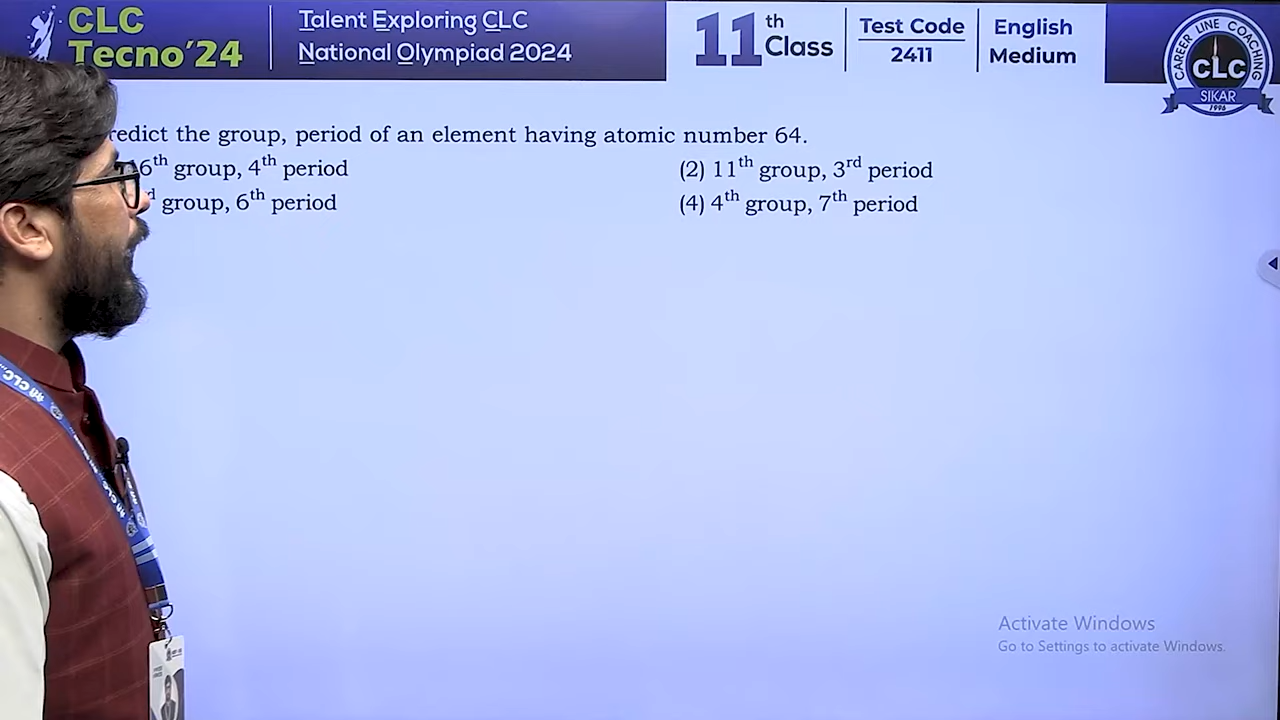 CLC
Tecno'24
Talent Exploring CLC
National Olympiad 2024
11th
Class
Test Code
2411
English
Medium
CAREER LINE COACHING
CLC
SIKAR
1996
the group, period of an element having atomic number 64.
group, 4th period
(2) 11th group, 3rd period
group, 6th period
(4) 4th group, 7th period
Activate Windows
Go to Settings to activate Windows.
CLC